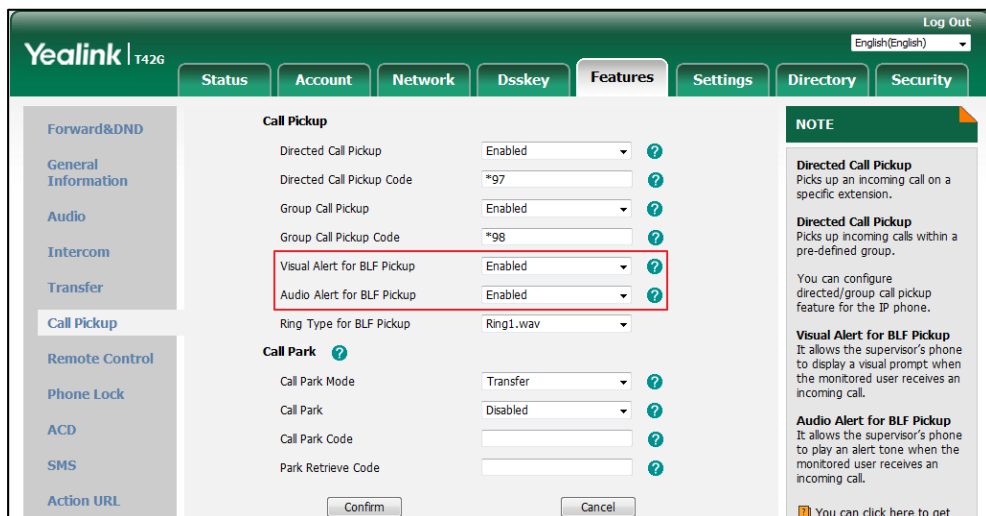 Log Out
Yealink T42G
English(English)
Status Account Network Dsskey Features Settings Directory Security
Forward&DND
General
Information
Audio
Intercom
Transfer
Call Pickup
Remote Control
Phone Lock
ACD
SMS
Action URL
Call Pickup
Directed Call Pickup Enabled ?
Directed Call Pickup Code *97 ?
Group Call Pickup Enabled ?
Group Call Pickup Code *98 ?
Visual Alert for BLF Pickup Enabled ?
Audio Alert for BLF Pickup Enabled ?
Ring Type for BLF Pickup Ring1.wav
Call Park ?
Call Park Mode Transfer ?
Call Park Disabled ?
Call Park Code ?
Park Retrieve Code ?
Confirm Cancel
NOTE
Directed Call Pickup
Picks up an incoming call on a
specific extension.
Directed Call Pickup
Picks up incoming calls within a
pre-defined group.
You can configure
directed/group call pickup
feature for the IP phone.
Visual Alert for BLF Pickup
It allows the supervisor's phone
to display a visual prompt when
the monitored user receives an
incoming call.
Audio Alert for BLF Pickup
It allows the supervisor's phone
to play an alert tone when the
monitored user receives an
incoming call.
? You can click here to get